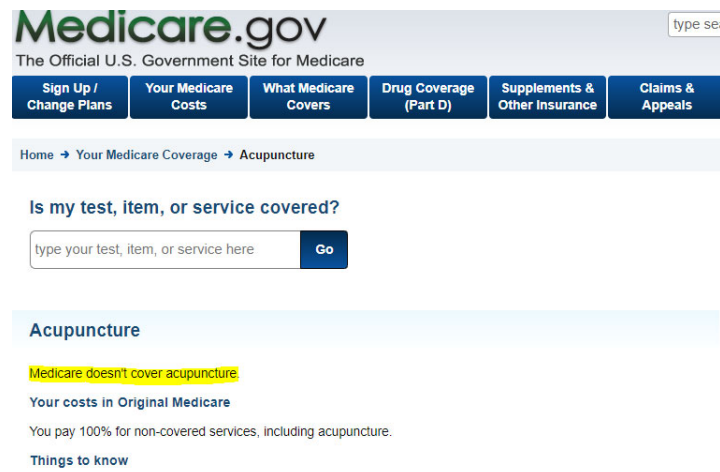 Medicare.gov
type sea
The Official U.S. Government Site for Medicare
Sign Up / Change Plans
Your Medicare Costs
What Medicare Covers
Drug Coverage (Part D)
Supplements & Other Insurance
Claims & Appeals
Home → Your Medicare Coverage → Acupuncture
Is my test, item, or service covered?
type your test, item, or service here
Go
Acupuncture
Medicare doesn't cover acupuncture.
Your costs in Original Medicare
You pay 100% for non-covered services, including acupuncture.
Things to know